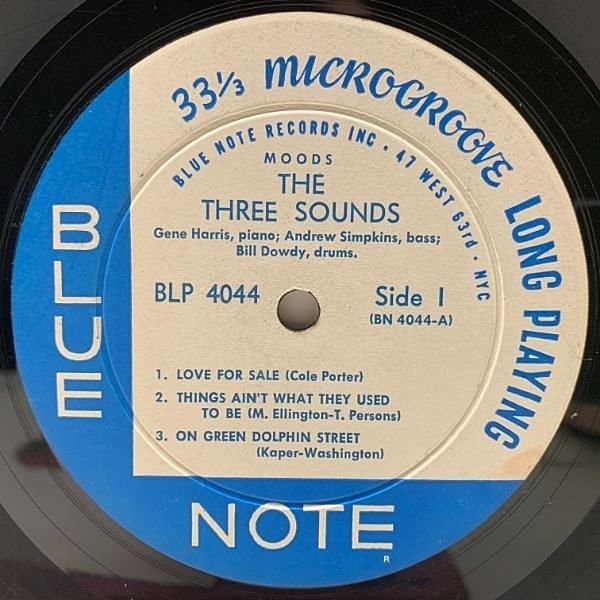 33⅓ MICROGROOVE LONG PLAYING
BLUE NOTE RECORDS INC · 47 WEST 63rd · NYC
MOODS
THE
THREE SOUNDS
Gene Harris, piano; Andrew Simpkins, bass;
Bill Dowdy, drums.
BLP 4044
Side 1
(BN 4044-A)
1. LOVE FOR SALE (Cole Porter)
2. THINGS AIN'T WHAT THEY USED
TO BE (M. Ellington-T. Persons)
3. ON GREEN DOLPHIN STREET
(Kaper-Washington)
BLUE
NOTE
R